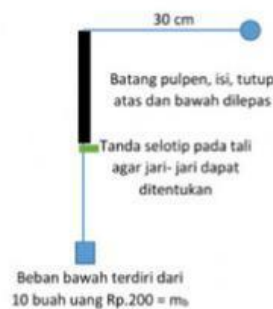 30 cm
Batang pulpen, isi, tutup
atas dan bawah dilepas
Tanda selotip pada tali
agar jari- jari dapat
ditentukan
Beban bawah terdiri dari
10 buah uang Rp.200 = mb